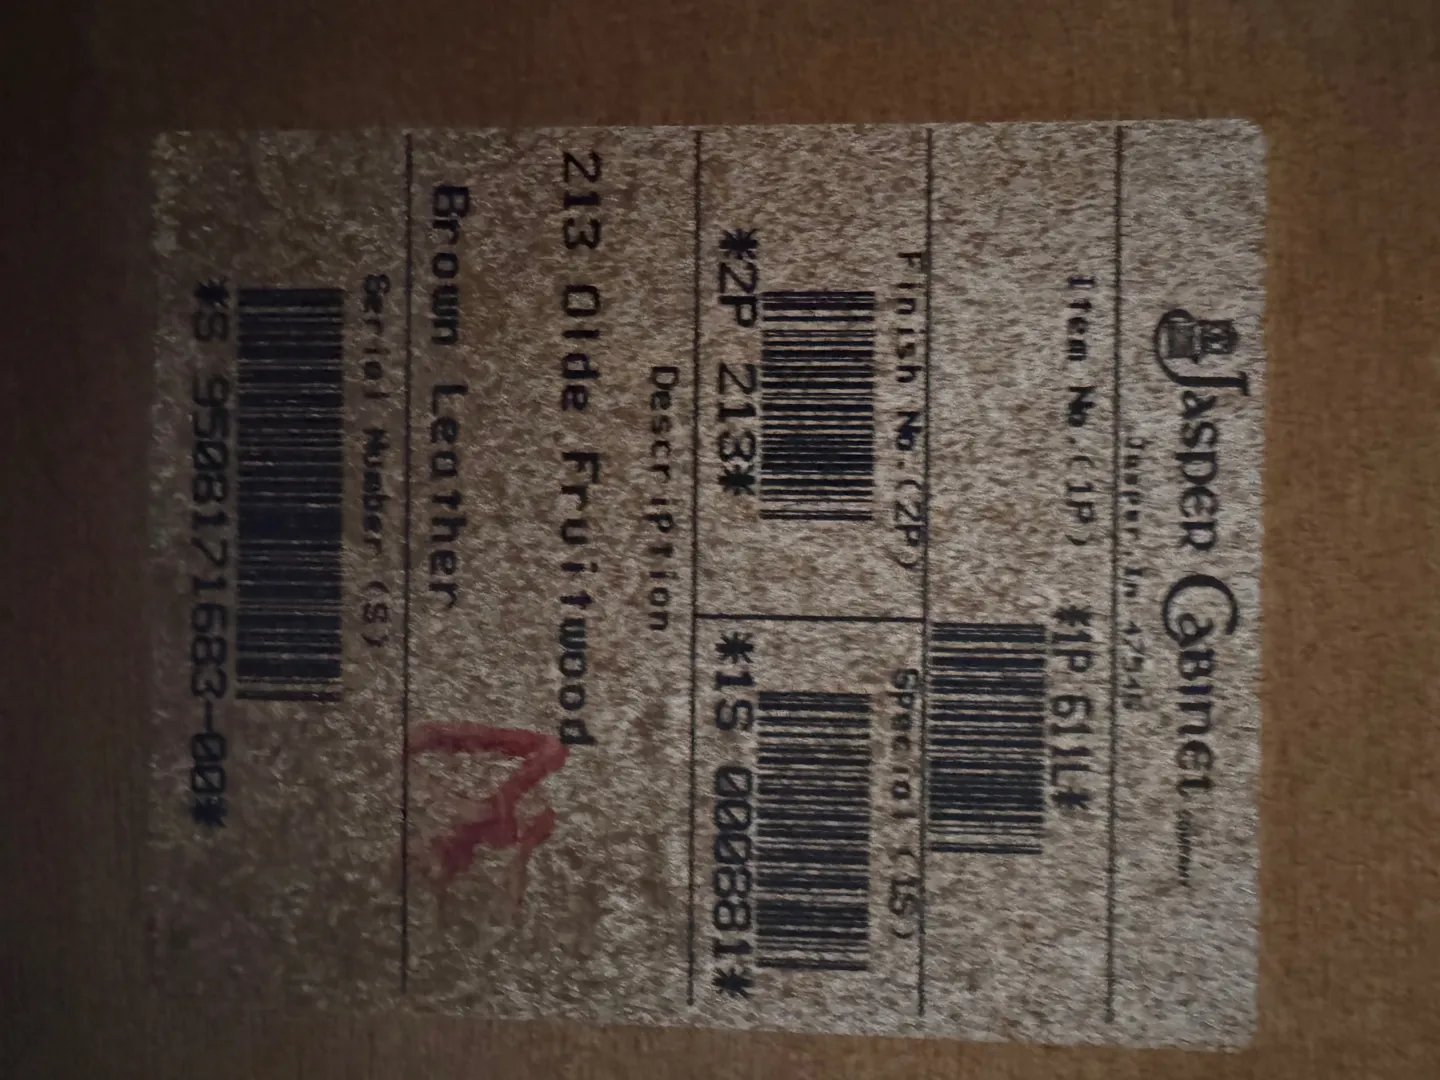 JASPER CABINET
Jasper, In 47546
Item No.(1P) *1P 611L*
Finish No.(2P)
*2P 213*
Special (1S)
*1S 000881*
Description
213 Olde Fruitwood
Brown Leather
Serial Number (S)
*S 9508171683-00*